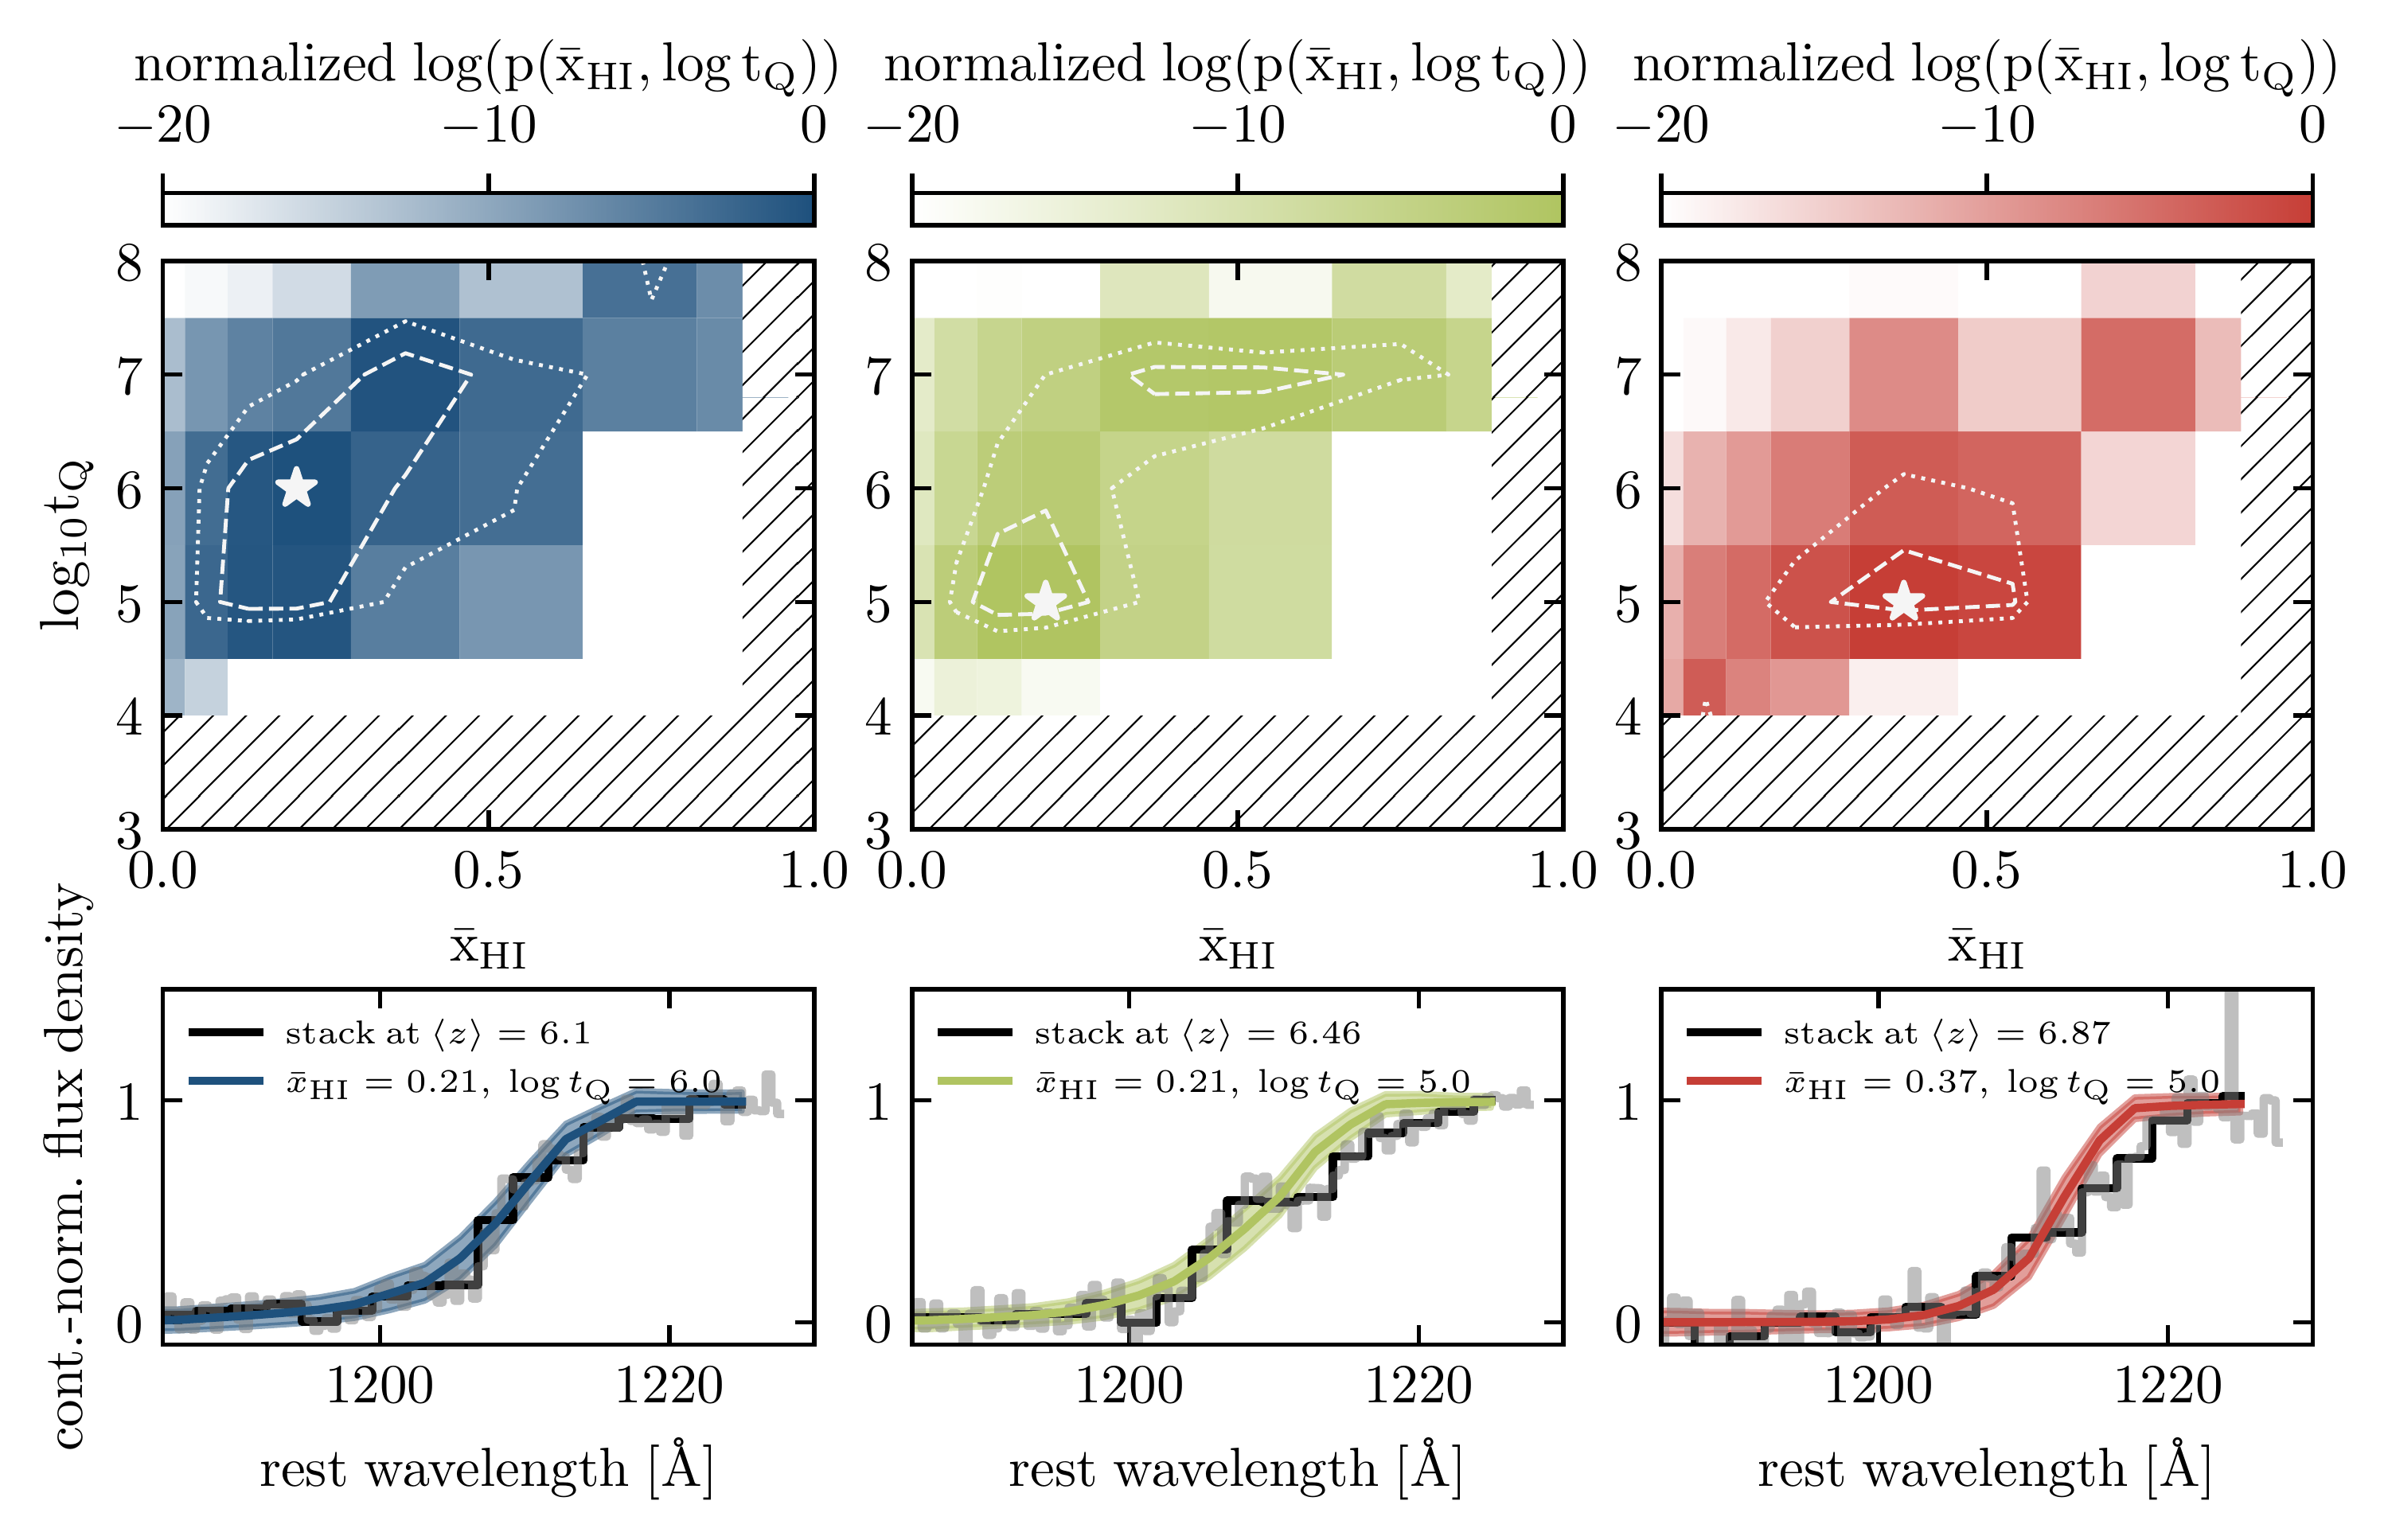 normalized log(p(x̄HI, log tQ)) normalized log(p(x̄HI, log tQ)) normalized log(p(x̄HI, log tQ))
−20 −10 0 −20 −10 0 −20 −10 0
log10tQ
8 7 6 5 4 3
8 7 6 5 4 3
8 7 6 5 4 3
0.0 0.5 1.0 0.0 0.5 1.0 0.0 0.5 1.0
x̄HI x̄HI x̄HI
cont.-norm. flux density
1 0
stack at ⟨z⟩ = 6.1
x̄HI = 0.21, log tQ = 6.0
1 0
stack at ⟨z⟩ = 6.46
x̄HI = 0.21, log tQ = 5.0
1 0
stack at ⟨z⟩ = 6.87
x̄HI = 0.37, log tQ = 5.0
1200 1220 1200 1220 1200 1220
rest wavelength [Å] rest wavelength [Å] rest wavelength [Å]